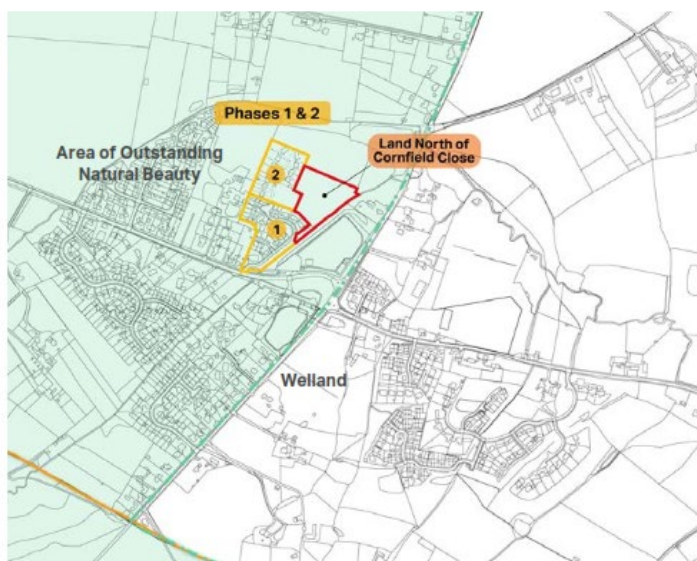 Phases 1 & 2
Area of Outstanding
Natural Beauty
Land North of
Cornfield Close
2
1
Welland